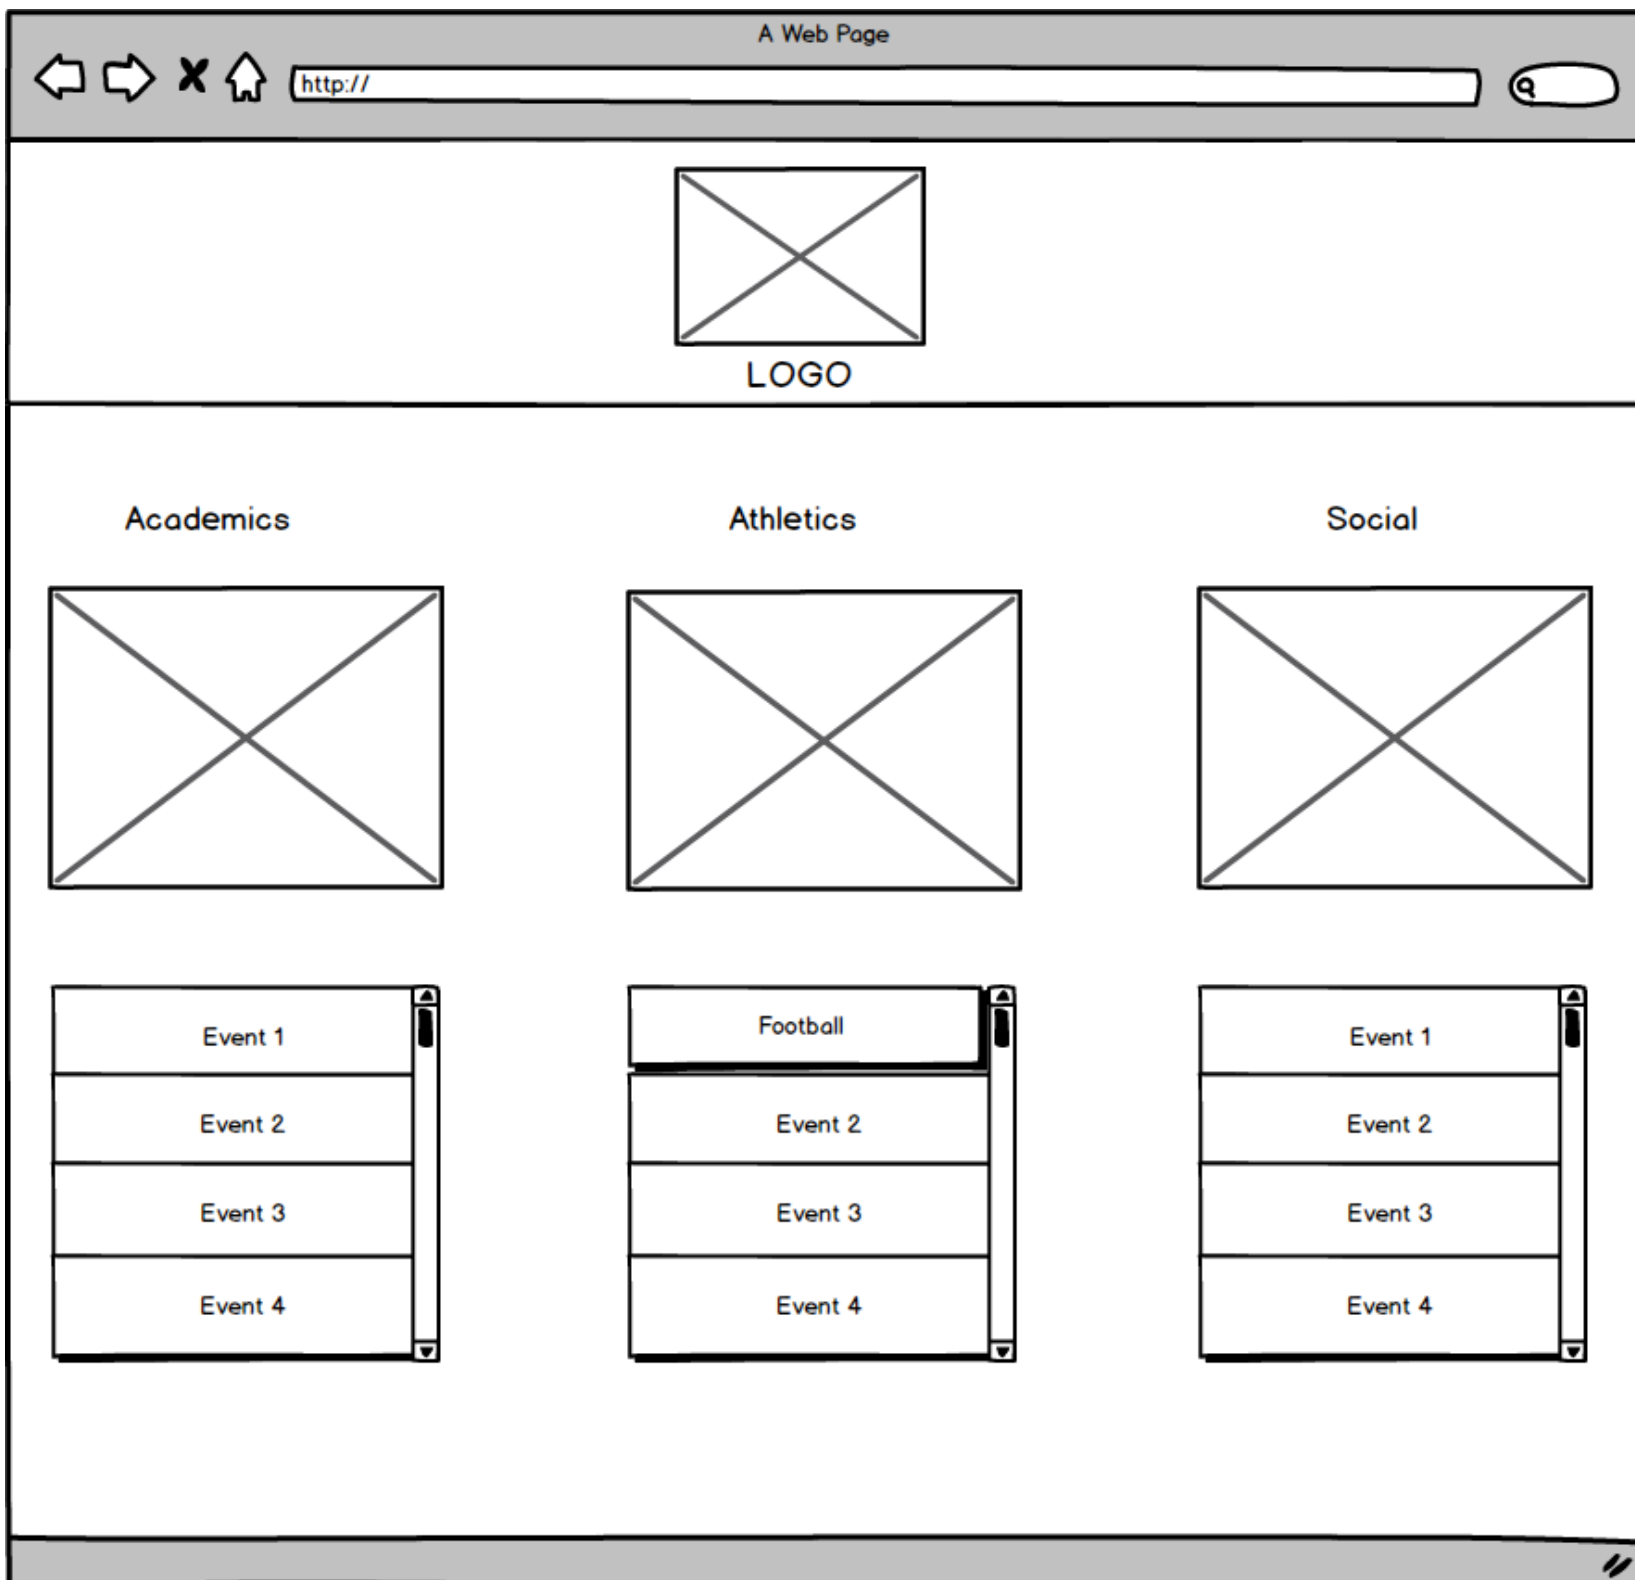 A Web Page
http://
LOGO
Academics
Athletics
Social
Event 1
Event 2
Event 3
Event 4
Football
Event 2
Event 3
Event 4
Event 1
Event 2
Event 3
Event 4